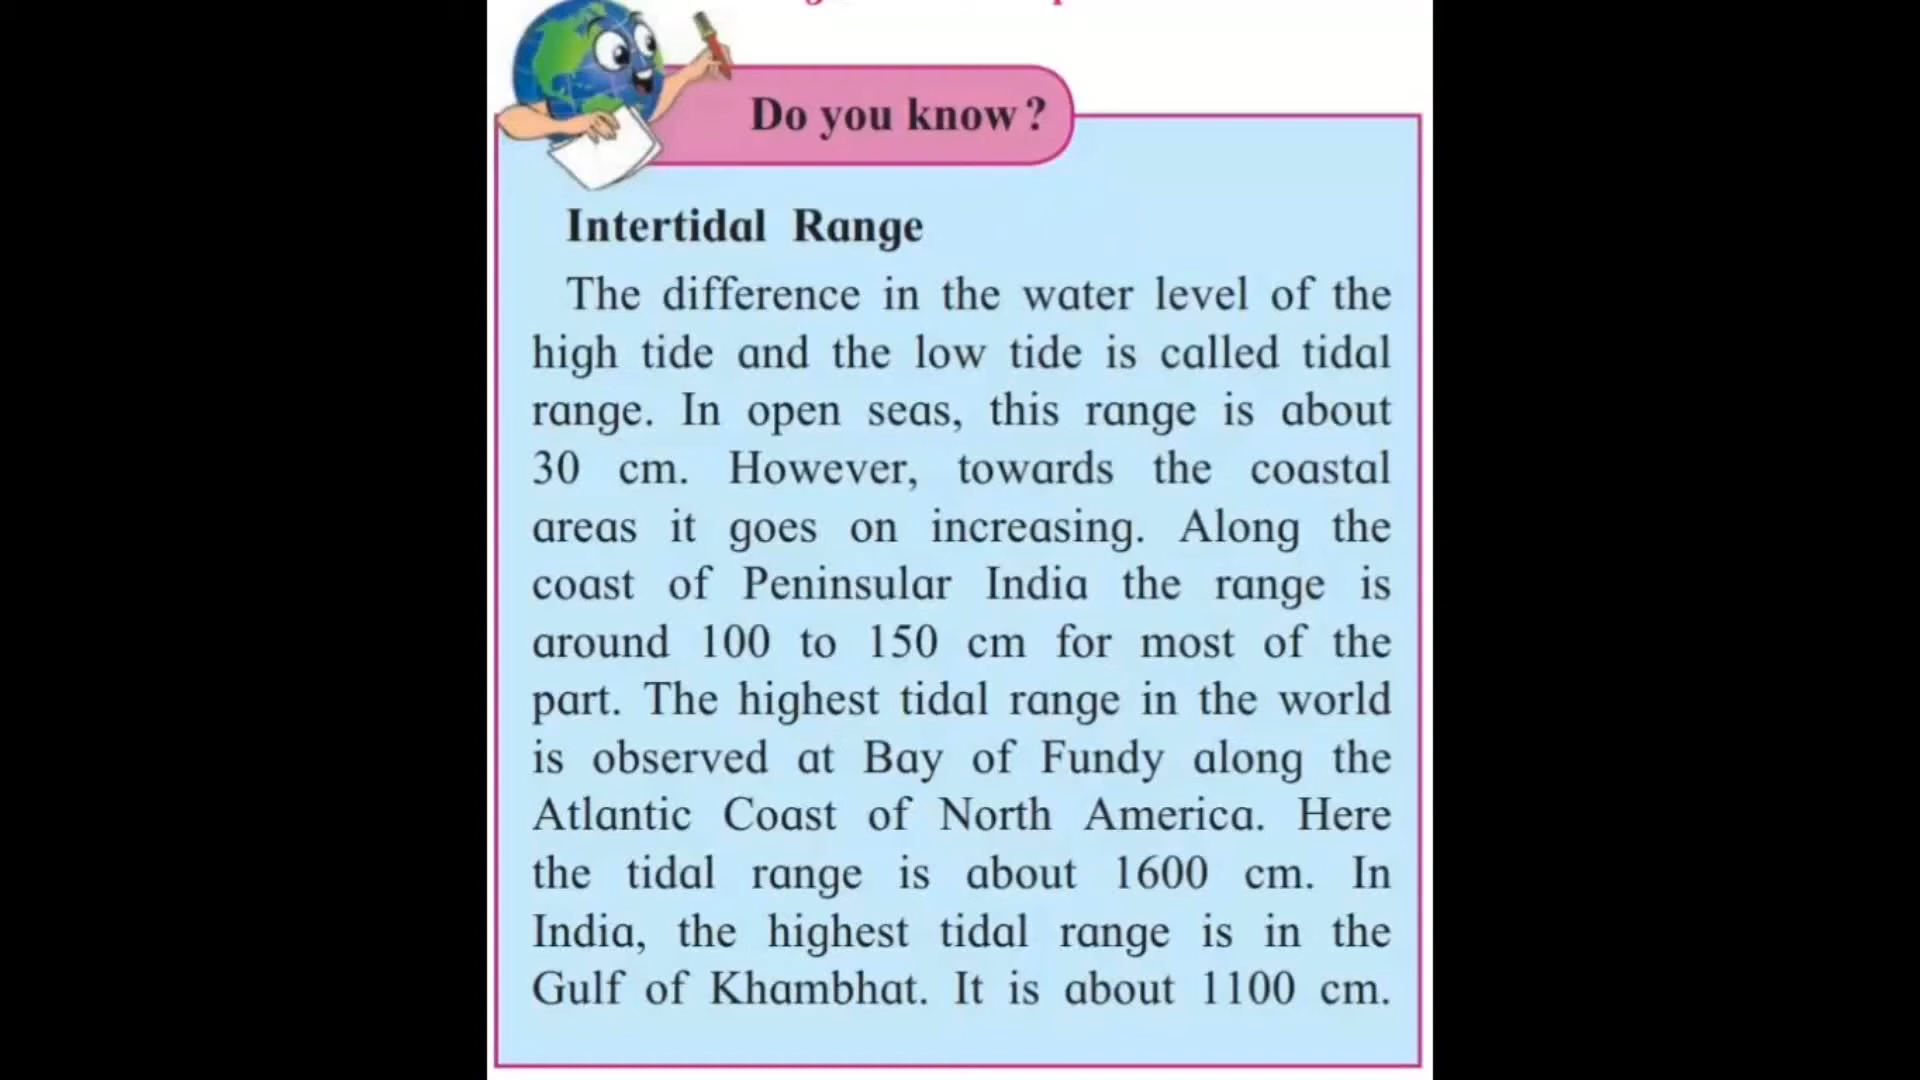 Do you know?
Intertidal Range
The difference in the water level of the
high tide and the low tide is called tidal
range. In open seas, this range is about
30 cm. However, towards the coastal
areas it goes on increasing. Along the
coast of Peninsular India the range is
around 100 to 150 cm for most of the
part. The highest tidal range in the world
is observed at Bay of Fundy along the
Atlantic Coast of North America. Here
the tidal range is about 1600 cm. In
India, the highest tidal range is in the
Gulf of Khambhat. It is about 1100 cm.